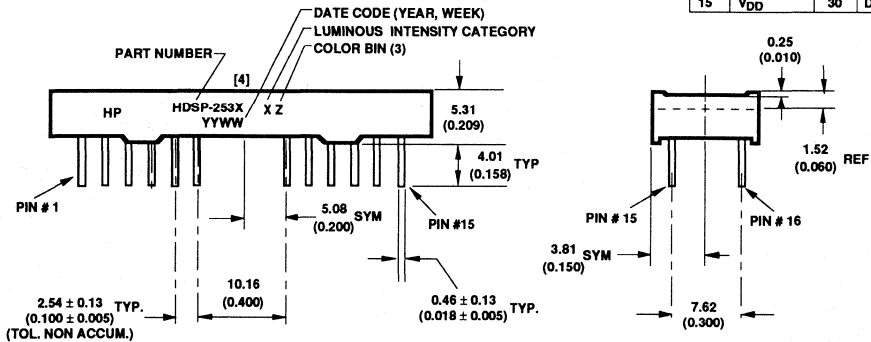 15 VDD 30 D
DATE CODE (YEAR, WEEK)
LUMINOUS INTENSITY CATEGORY
COLOR BIN (3)
PART NUMBER
[4]
HP
HDSP-253X
X Z
YYWW
5.31
(0.209)
4.01
(0.158)
TYP
PIN # 1
5.08
(0.200)
SYM
PIN #15
10.16
(0.400)
2.54 ± 0.13
(0.100 ± 0.005)
TYP.
(TOL. NON ACCUM.)
0.46 ± 0.13
(0.018 ± 0.005)
TYP.
0.25
(0.010)
1.52
(0.060)
REF
PIN # 15
PIN # 16
3.81
(0.150)
SYM
7.62
(0.300)